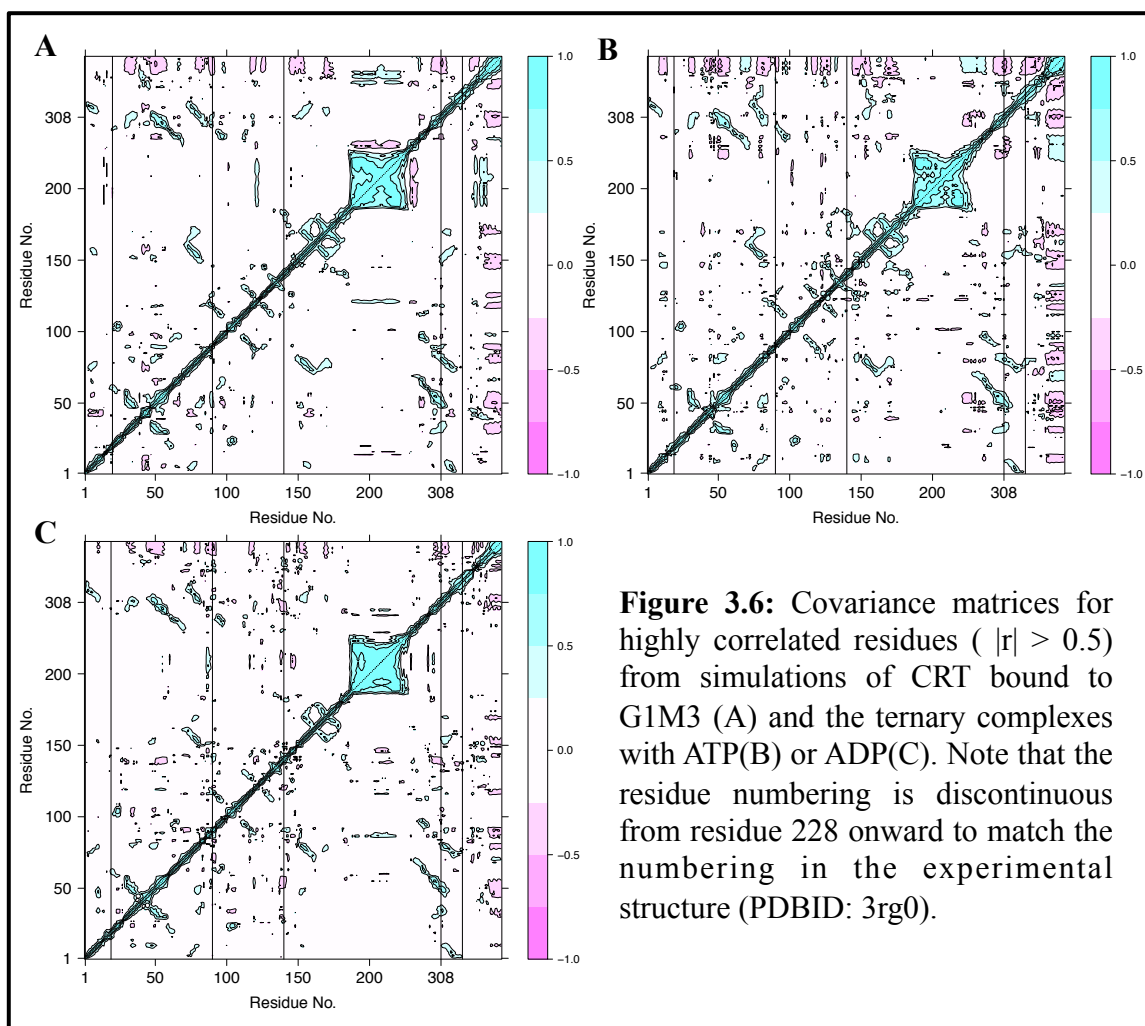 A
B
308
200
150
100
50
1
Residue No.
1 50 100 150 200 308
Residue No.
1.0
0.5
0.0
−0.5
−1.0
308
200
150
100
50
1
Residue No.
1 50 100 150 200 308
Residue No.
1.0
0.5
0.0
−0.5
−1.0
C
308
200
150
100
50
1
Residue No.
1 50 100 150 200 308
Residue No.
1.0
0.5
0.0
−0.5
−1.0
Figure 3.6: Covariance matrices for
highly correlated residues ( |r| > 0.5)
from simulations of CRT bound to
G1M3 (A) and the ternary complexes
with ATP(B) or ADP(C). Note that the
residue numbering is discontinuous
from residue 228 onward to match the
numbering in the experimental
structure (PDBID: 3rg0).